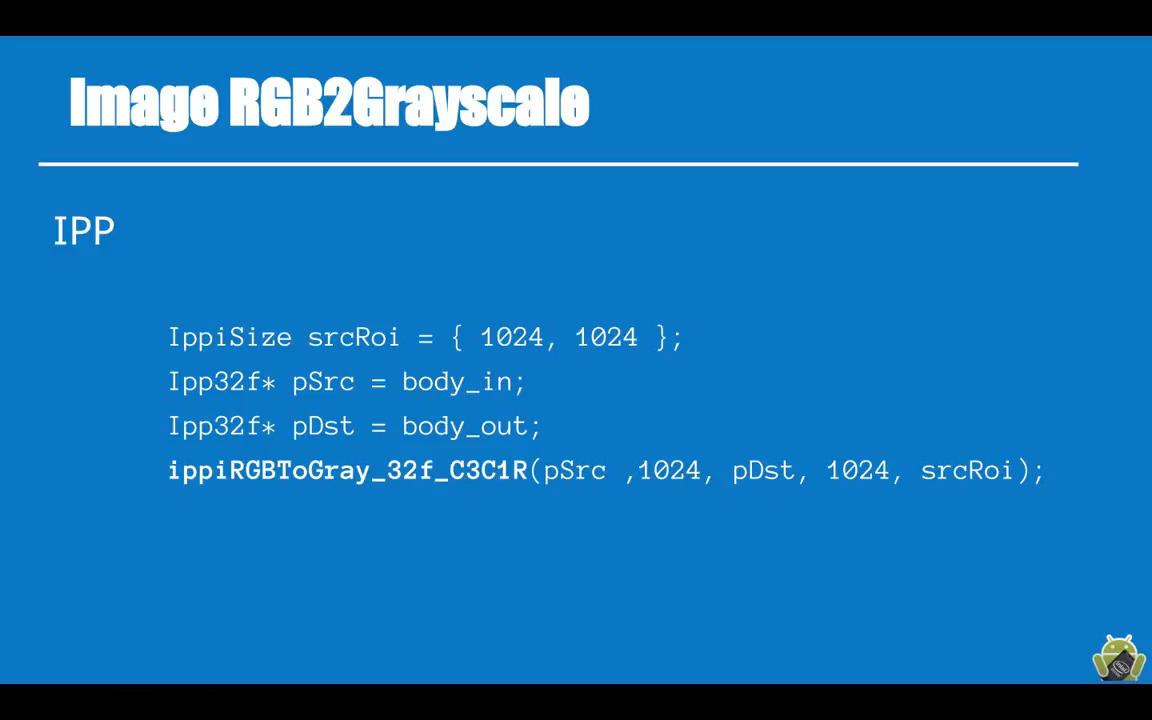 Image RGB2Grayscale
IPP
IppiSize srcRoi = { 1024, 1024 };
Ipp32f* pSrc = body_in;
Ipp32f* pDst = body_out;
ippiRGBToGray_32f_C3C1R(pSrc ,1024, pDst, 1024, srcRoi);